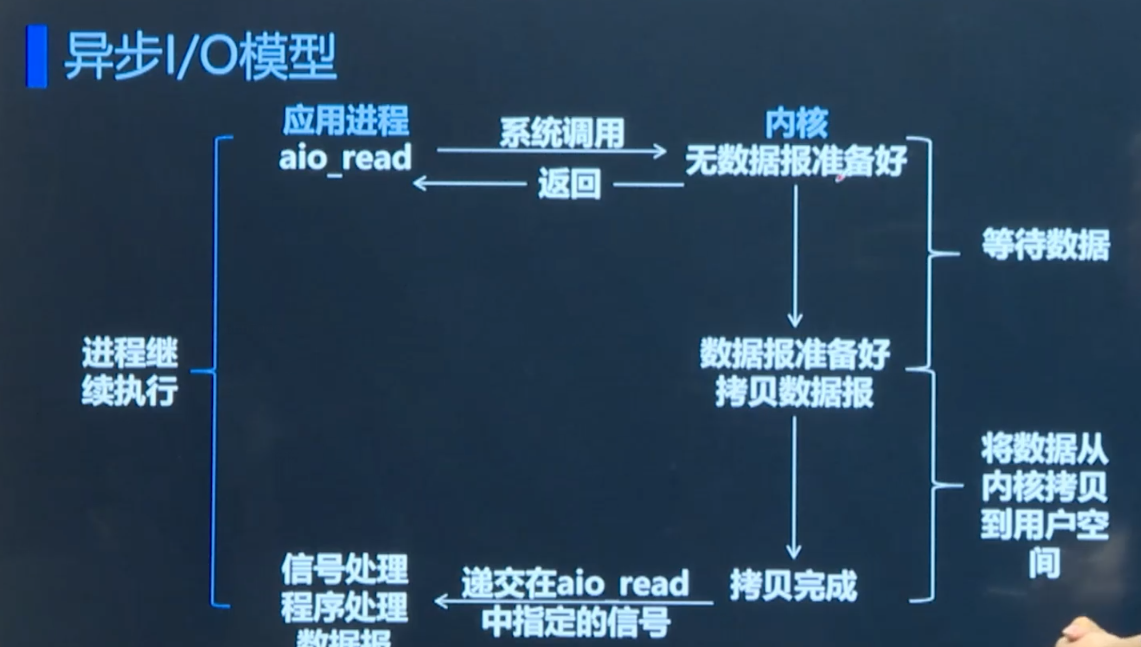 异步I/O模型
应用进程
系统调用
内核
aio_read
无数据报准备好
返回
等待数据
进程继
续执行
数据报准备好
拷贝数据报
将数据从
内核拷贝
到用户空
间
信号处理
程序处理
数据报
递交在aio_read
中指定的信号
拷贝完成